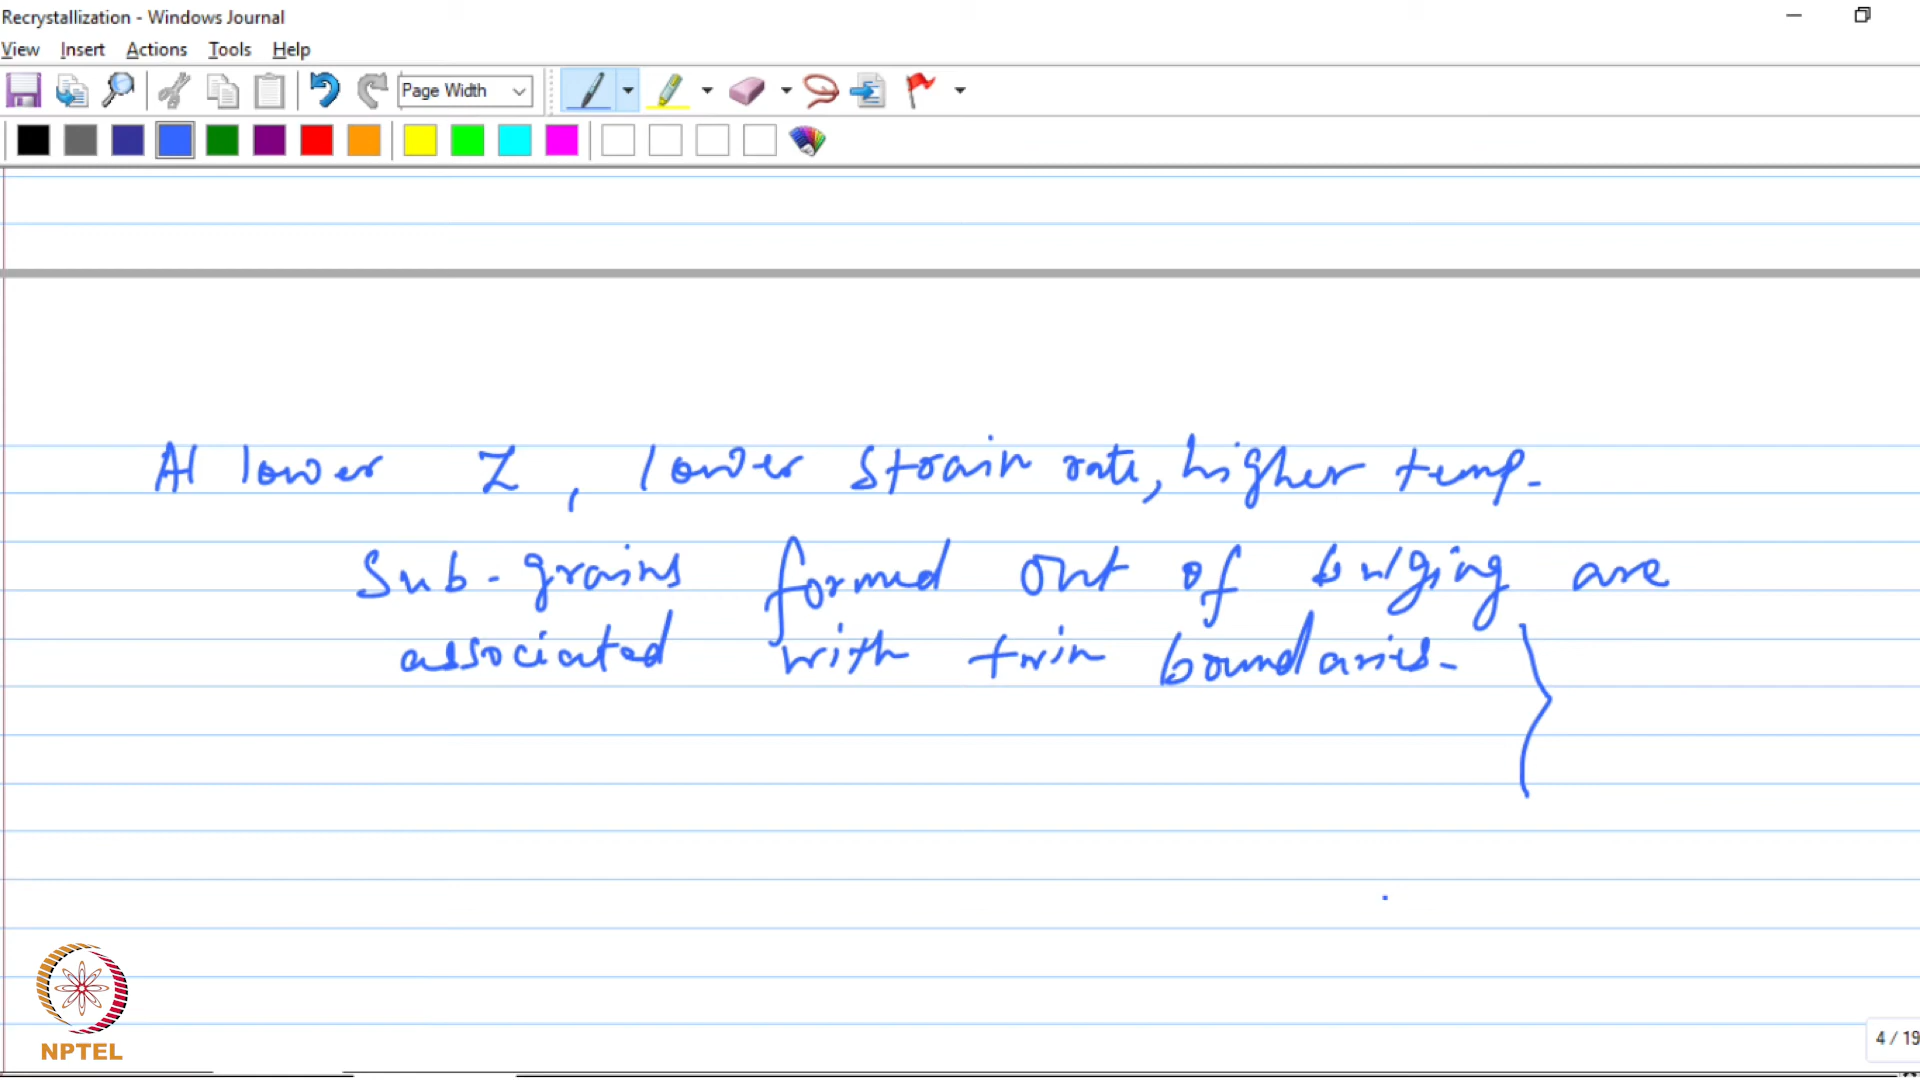 Recrystallization - Windows Journal
View Insert Actions Tools Help
Page Width
At lower Z, lower strain rate, higher temp.
Sub-grains formed out of bulging are
associated with twin boundaries.
NPTEL
4 / 19